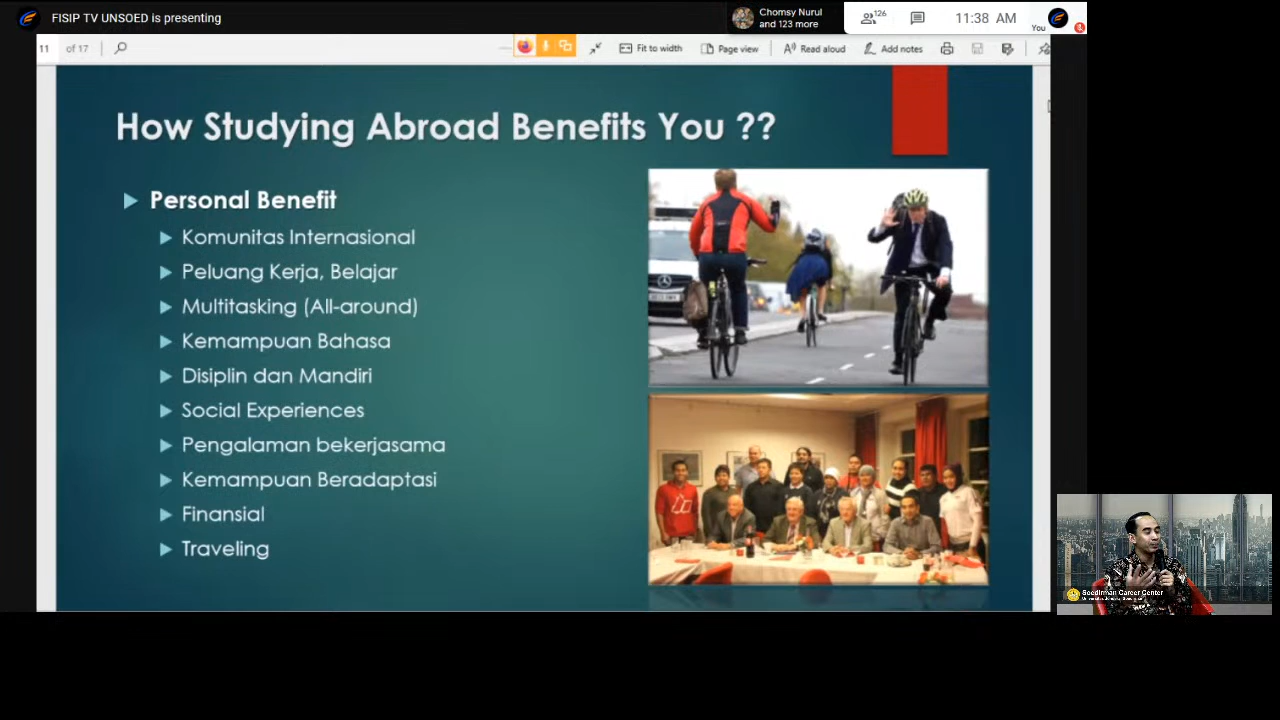 FISIP TV UNSOED is presenting
Chomsy Nurul
and 123 more
126
11:38 AM
You
11 of 17
Fit to width
Page view
Read aloud
Add notes
How Studying Abroad Benefits You ??
Personal Benefit
Komunitas Internasional
Peluang Kerja, Belajar
Multitasking (All-around)
Kemampuan Bahasa
Disiplin dan Mandiri
Social Experiences
Pengalaman bekerjasama
Kemampuan Beradaptasi
Finansial
Traveling
Soedirman Career Center